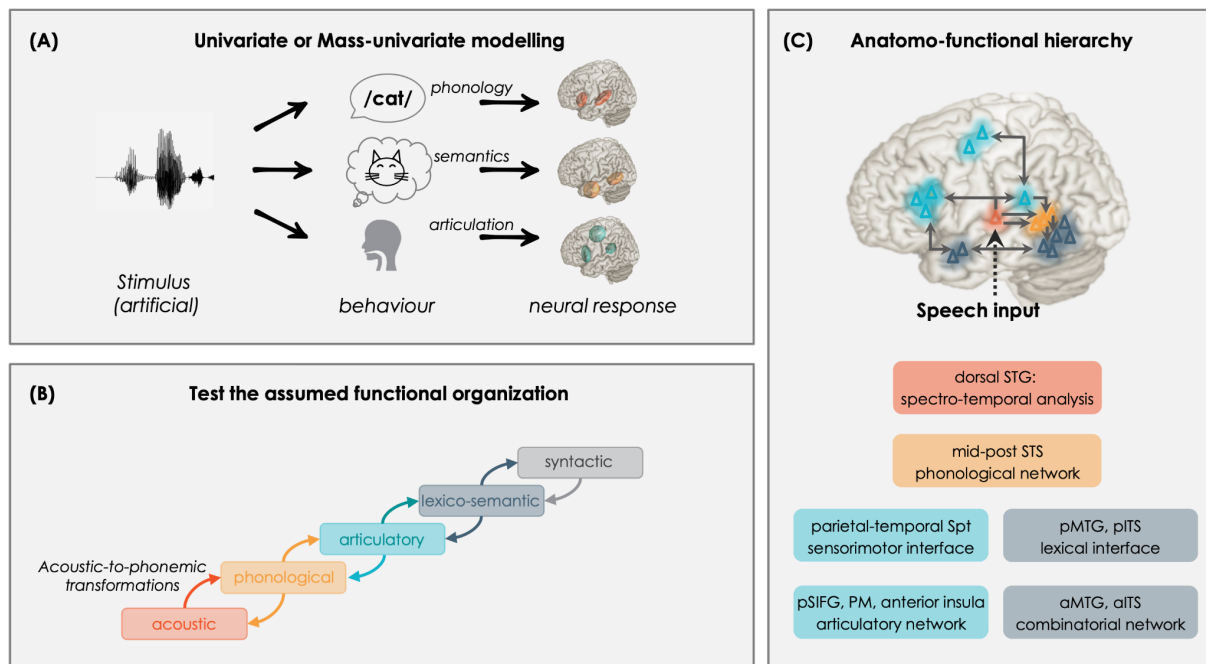 (A)
Univariate or Mass-univariate modelling
/cat/
phonology
semantics
articulation
Stimulus
(artificial)
behaviour
neural response
(B)
Test the assumed functional organization
syntactic
lexico-semantic
articulatory
Acoustic-to-phonemic
transformations
phonological
acoustic
(C)
Anatomo-functional hierarchy
Speech input
dorsal STG:
spectro-temporal analysis
mid-post STS
phonological network
parietal-temporal Spt
sensorimotor interface
pMTG, pITS
lexical interface
pSIFG, PM, anterior insula
articulatory network
aMTG, aITS
combinatorial network